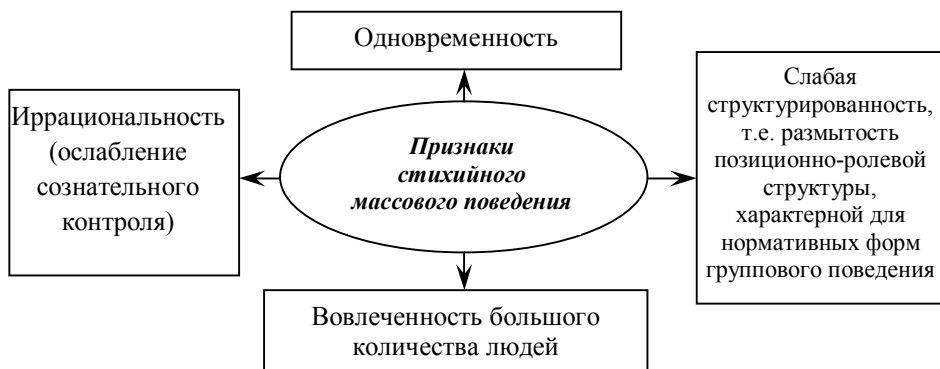 Одновременность
Иррациональность
(ослабление
сознательного
контроля)
Признаки
стихийного
массового поведения
Слабая
структурированность,
т.е. размытость
позиционно-ролевой
структуры,
характерной для
нормативных форм
группового поведения
Вовлеченность большого
количества людей